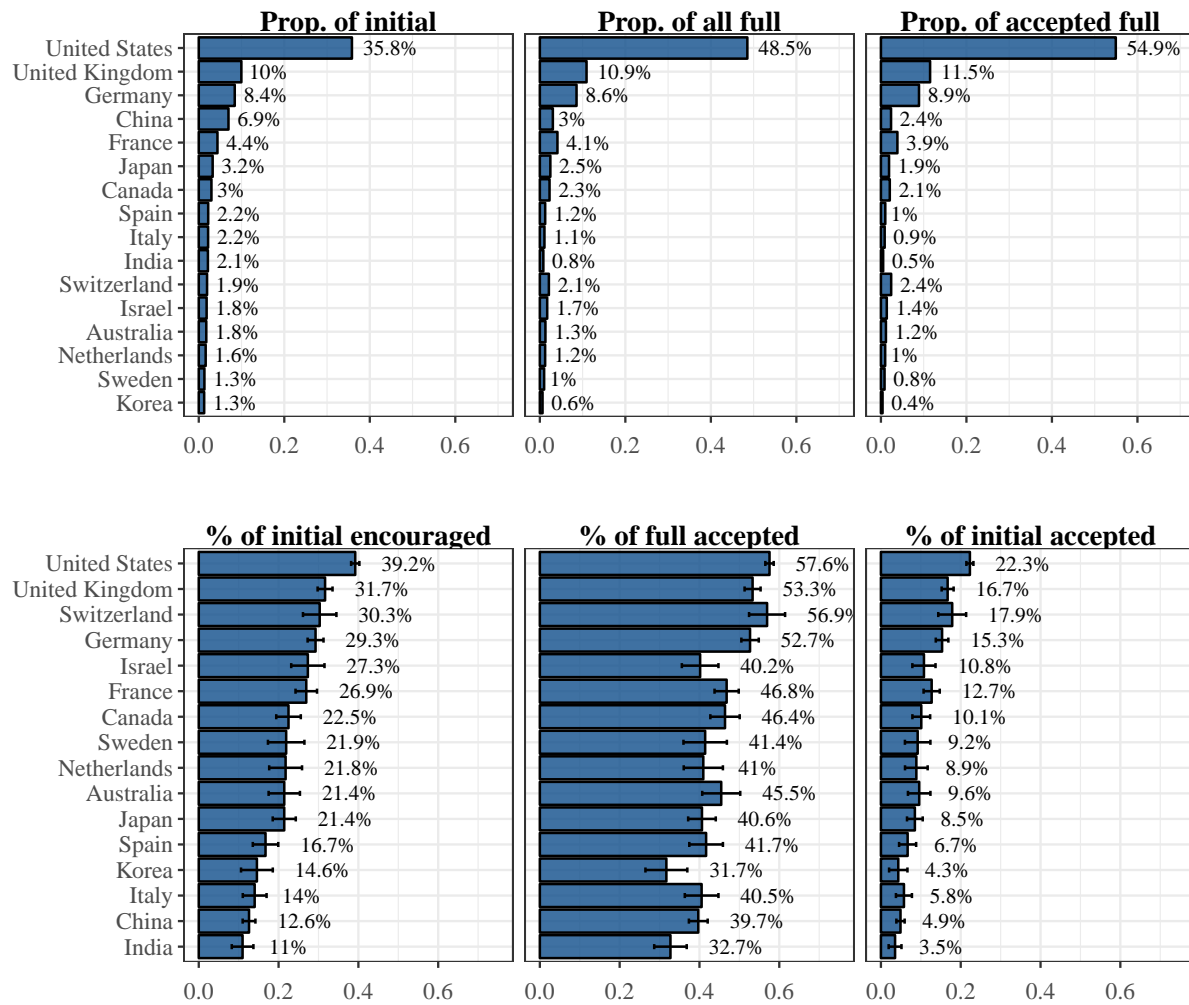 Prop. of initial Prop. of all full Prop. of accepted full
United States 35.8% 48.5% 54.9%
United Kingdom 10% 10.9% 11.5%
Germany 8.4% 8.6% 8.9%
China 6.9% 3% 2.4%
France 4.4% 4.1% 3.9%
Japan 3.2% 2.5% 1.9%
Canada 3% 2.3% 2.1%
Spain 2.2% 1.2% 1%
Italy 2.2% 1.1% 0.9%
India 2.1% 0.8% 0.5%
Switzerland 1.9% 2.1% 2.4%
Israel 1.8% 1.7% 1.4%
Australia 1.8% 1.3% 1.2%
Netherlands 1.6% 1.2% 1%
Sweden 1.3% 1% 0.8%
Korea 1.3% 0.6% 0.4%
0.0 0.2 0.4 0.6 0.0 0.2 0.4 0.6 0.0 0.2 0.4 0.6
% of initial encouraged % of full accepted % of initial accepted
United States 39.2% 57.6% 22.3%
United Kingdom 31.7% 53.3% 16.7%
Switzerland 30.3% 56.9% 17.9%
Germany 29.3% 52.7% 15.3%
Israel 27.3% 40.2% 10.8%
France 26.9% 46.8% 12.7%
Canada 22.5% 46.4% 10.1%
Sweden 21.9% 41.4% 9.2%
Netherlands 21.8% 41% 8.9%
Australia 21.4% 45.5% 9.6%
Japan 21.4% 40.6% 8.5%
Spain 16.7% 41.7% 6.7%
Korea 14.6% 31.7% 4.3%
Italy 14% 40.5% 5.8%
China 12.6% 39.7% 4.9%
India 11% 32.7% 3.5%
0.0 0.2 0.4 0.6 0.0 0.2 0.4 0.6 0.0 0.2 0.4 0.6